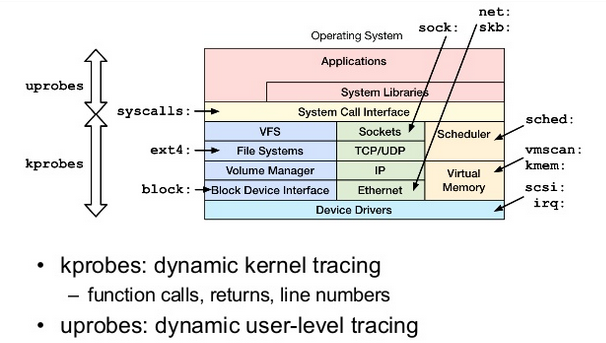 net:
sock: skb:
Operating System
Applications
uprobes
System Libraries
syscalls: System Call Interface
VFS Sockets Scheduler sched:
ext4: File Systems TCP/UDP
kprobes
vmscan:
kmem:
Volume Manager IP Virtual Memory
block: Block Device Interface Ethernet
scsi:
irq:
Device Drivers
• kprobes: dynamic kernel tracing
– function calls, returns, line numbers
• uprobes: dynamic user-level tracing